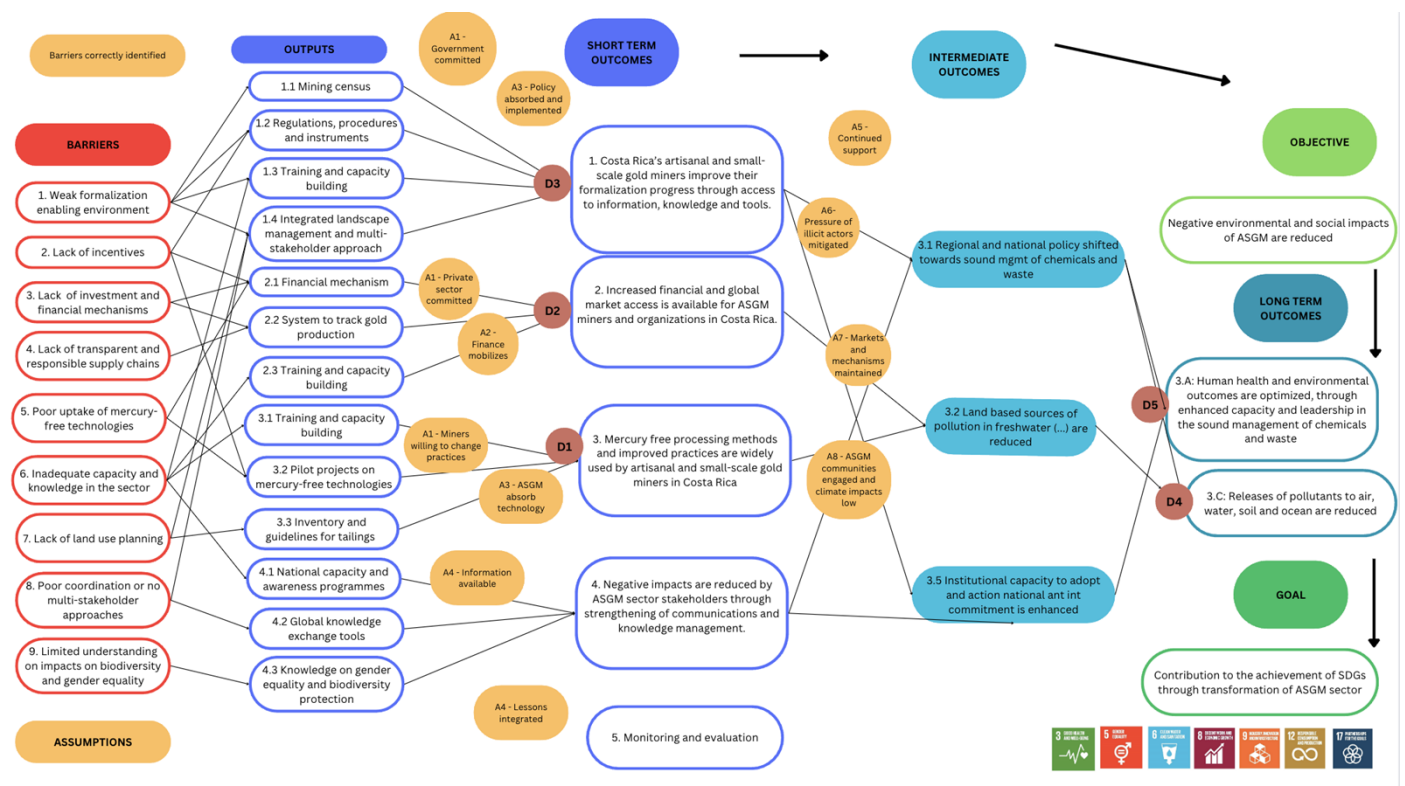 Barriers correctly identified
BARRIERS
1. Weak formalization
enabling environment
2. Lack of incentives
3. Lack of investment and
financial mechanisms
4. Lack of transparent and
responsible supply chains
5. Poor uptake of mercury-
free technologies
6. Inadequate capacity and
knowledge in the sector
7. Lack of land use planning
8. Poor coordination or no
multi-stakeholder
approaches
9. Limited understanding
on impacts on biodiversity
and gender equality
ASSUMPTIONS
OUTPUTS
1.1 Mining census
1.2 Regulations, procedures
and instruments
1.3 Training and capacity
building
1.4 Integrated landscape
management and multi-
stakeholder approach
2.1 Financial mechanism
2.2 System to track gold
production
2.3 Training and capacity
building
3.1 Training and capacity
building
3.2 Pilot projects on
mercury-free technologies
3.3 Inventory and
guidelines for tailings
4.1 National capacity and
awareness programmes
4.2 Global knowledge
exchange tools
4.3 Knowledge on gender
equality and biodiversity
protection
A1 -
Government
committed
A3 - Policy
absorbed and
implemented
A1 - Private
sector
committed
A2 -
Finance
mobilizes
A1 - Miners
willing to change
practices
A3 - ASGM
absorb
technology
A4 - Information
available
A4 - Lessons
integrated
D3
D2
D1
SHORT TERM
OUTCOMES
1. Costa Rica's artisanal and small-
scale gold miners improve their
formalization progress through access
to information, knowledge and tools.
2. Increased financial and global
market access is available for ASGM
miners and organizations in Costa Rica.
3. Mercury free processing methods
and improved practices are widely
used by artisanal and small-scale gold
miners in Costa Rica
4. Negative impacts are reduced by
ASGM sector stakeholders through
strengthening of communications and
knowledge management.
5. Monitoring and evaluation
A5 -
Continued
support
A6-
Pressure of
illicit actors
mitigated
A7 - Markets
and
mechanisms
maintained
A8 - ASGM
communities
engaged and
climate impacts
low
INTERMEDIATE
OUTCOMES
3.1 Regional and national policy shifted
towards sound mgmt of chemicals and
waste
3.2 Land based sources of
pollution in freshwater (...) are
reduced
3.5 Institutional capacity to adopt
and action national ant int
commitment is enhanced
D5
D4
OBJECTIVE
Negative environmental and social impacts
of ASGM are reduced
LONG TERM
OUTCOMES
3.A: Human health and environmental
outcomes are optimized, through
enhanced capacity and leadership in
the sound management of chemicals
and waste
3.C: Releases of pollutants to air,
water, soil and ocean are reduced
GOAL
Contribution to the achievement of SDGs
through transformation of ASGM sector
3
5
6
8
9
12
17